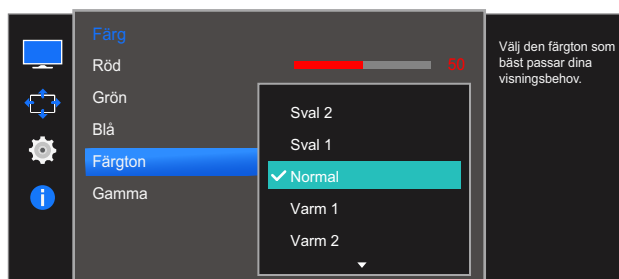 Färg
Röd
50
Grön
Blå
Färgton
Gamma
Sval 2
Sval 1
Normal
Varm 1
Varm 2
Välj den färgton som
bäst passar dina
visningsbehov.